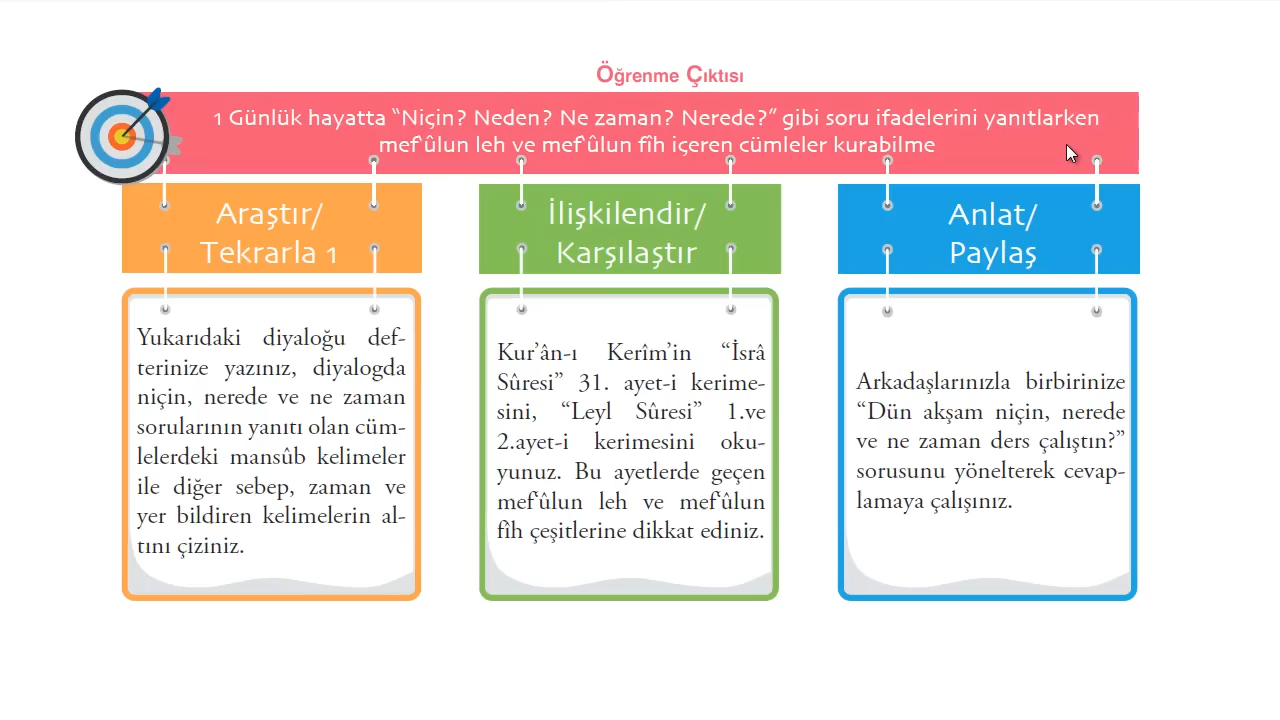 Öğrenme Çıktısı
1 Günlük hayatta “Niçin? Neden? Ne zaman? Nerede?” gibi soru ifadelerini yanıtlarken
mef‘ûlun leh ve mef‘ûlun fîh içeren cümleler kurabilme
Araştır/
Tekrarla 1
Yukarıdaki diyaloğu def-
terinize yazınız, diyalogda
niçin, nerede ve ne zaman
sorularının yanıtı olan cüm-
lelerdeki mansûb kelimeler
ile diğer sebep, zaman ve
yer bildiren kelimelerin al-
tını çiziniz.
İlişkilendir/
Karşılaştır
Kur’ân-ı Kerîm’in “İsrâ
Sûresi” 31. ayet-i kerime-
sini, “Leyl Sûresi” 1.ve
2.ayet-i kerimesini oku-
yunuz. Bu ayetlerde geçen
mef‘ûlun leh ve mef‘ûlun
fîh çeşitlerine dikkat ediniz.
Anlat/
Paylaş
Arkadaşlarınızla birbirinize
“Dün akşam niçin, nerede
ve ne zaman ders çalıştın?”
sorusunu yönelterek cevap-
lamaya çalışınız.